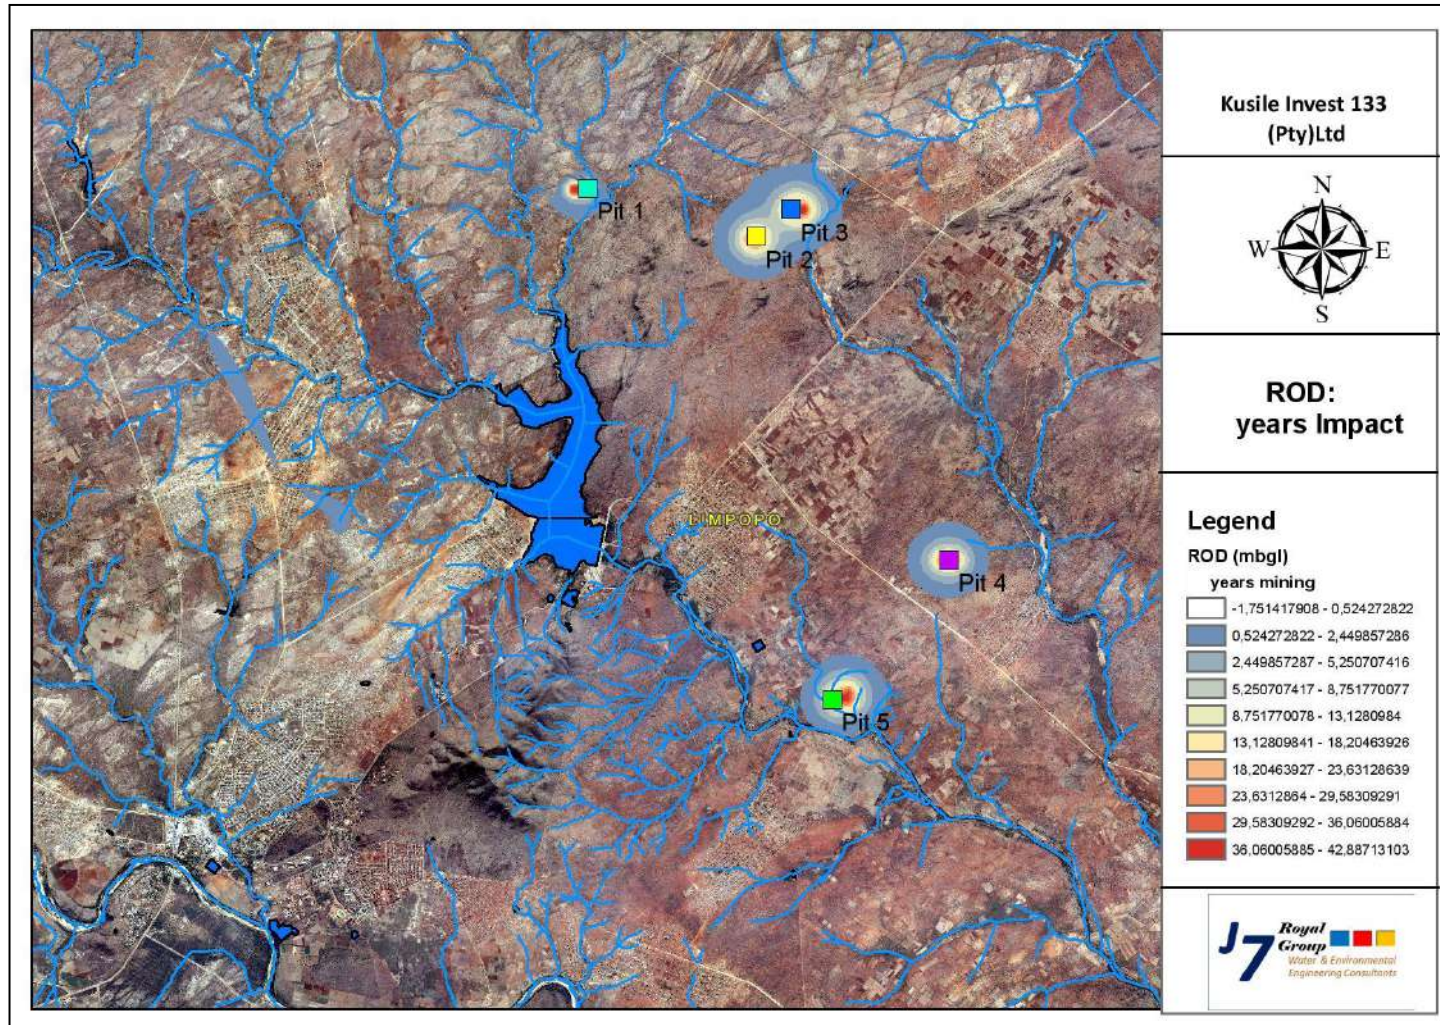 Kusile Invest 133
(Pty)Ltd
N
W
E
S
ROD:
years Impact
Legend
ROD (mbgl)
years mining
-1,751417908 - 0,524272822
0,524272822 - 2,449857286
2,449857287 - 5,250707416
5,250707417 - 8,751770077
8,751770078 - 13,1280984
13,12809841 - 18,20463926
18,20463927 - 23,63128639
23,6312864 - 29,58309291
29,58309292 - 36,06005884
36,06005885 - 42,88713103
J7
Royal
Group
Water & Environmental
Engineering Consultants
Pit 1
Pit 3
Pit 2
LIMPOPO
Pit 4
Pit 5